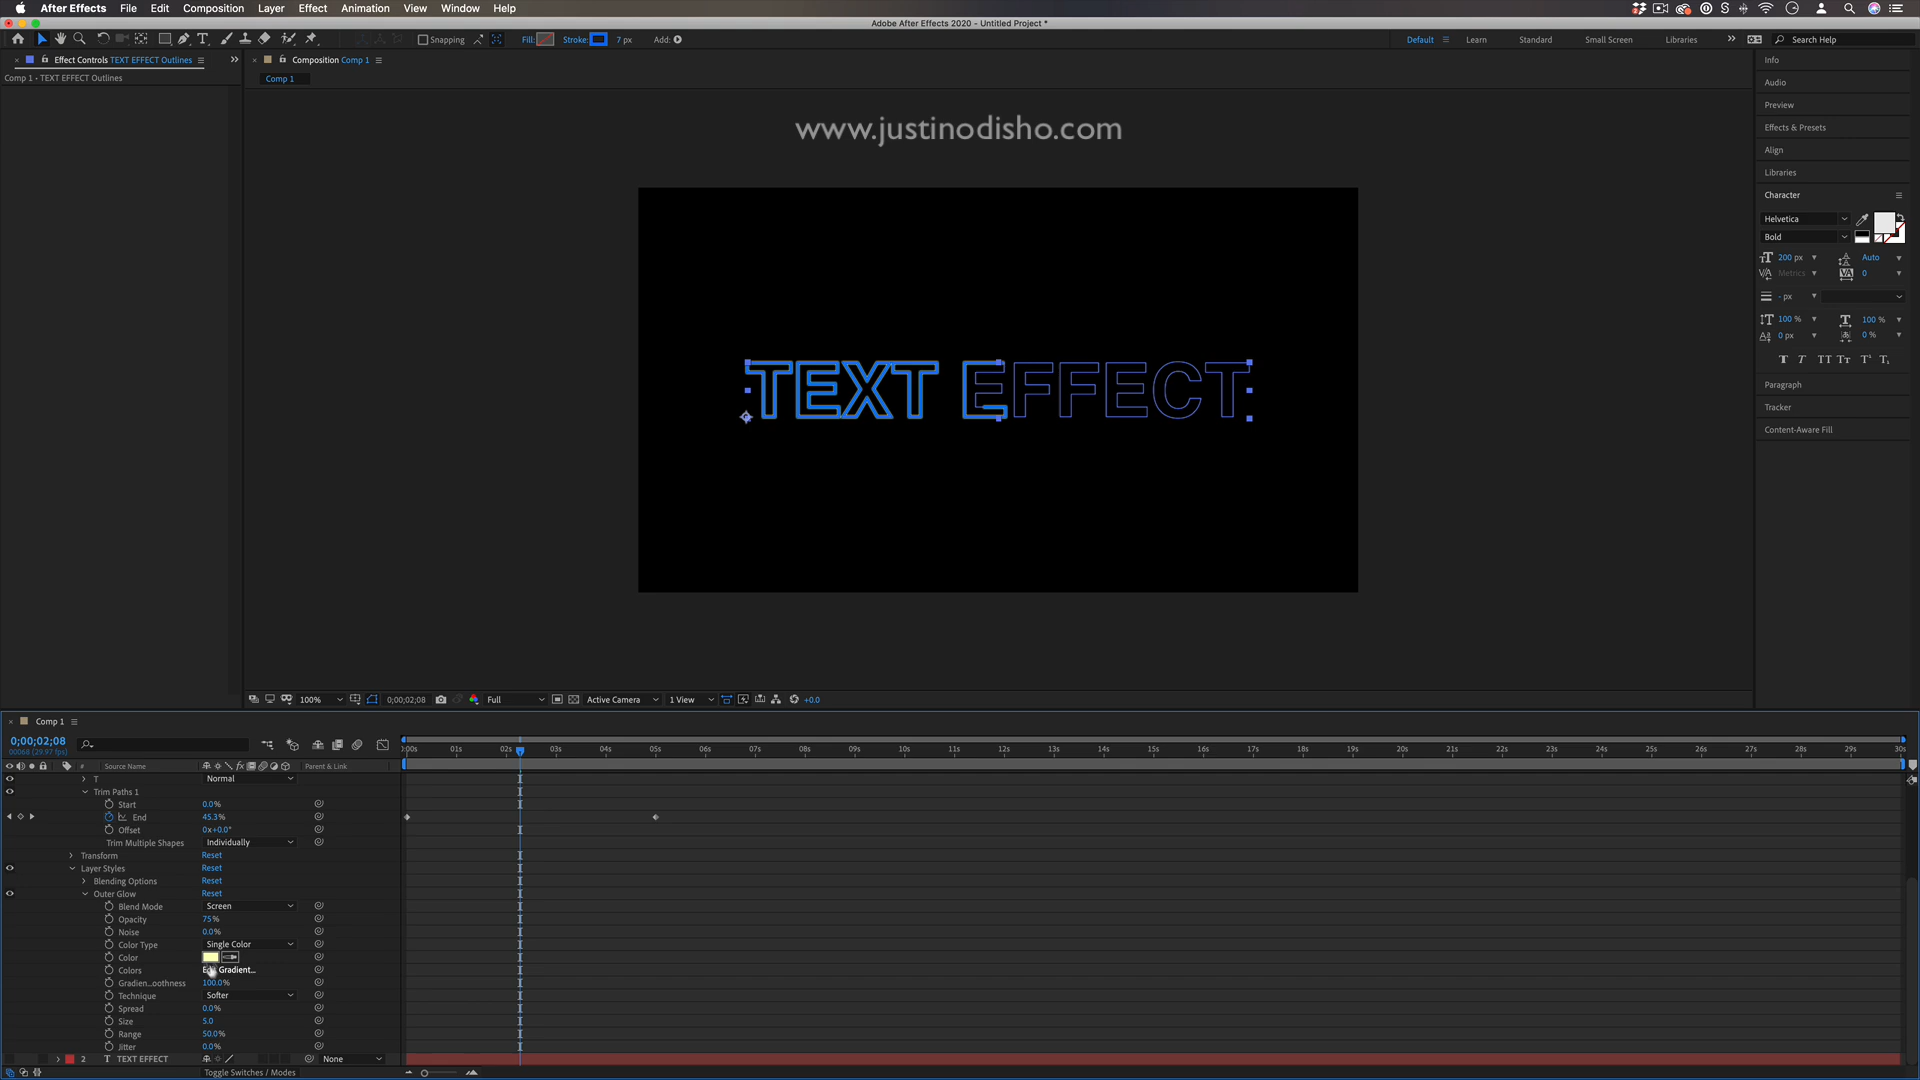 After Effects File Edit Composition Layer Effect Animation View Window Help
Adobe After Effects 2020 - Untitled Project *
Snapping Fill: Stroke: 7 px Add: Default Learn Standard Small Screen Libraries Search Help
Effect Controls TEXT EFFECT Outlines
Composition Comp 1
Comp 1 • TEXT EFFECT Outlines
Comp 1
www.justinodisho.com
TEXT EFFECT
Info
Audio
Preview
Effects & Presets
Align
Libraries
Character
Helvetica
Bold
200 px Auto
Metrics 0
- px
100 % 100 %
0 px 0 %
Paragraph
Tracker
Content-Aware Fill
100% 0;00;02;08 Full Active Camera 1 View +0.0
Comp 1
0;00;02;08
00068 (29.97 fps)
0:00s 01s 02s 03s 04s 05s 06s 07s 08s 09s 10s 11s 12s 13s 14s 15s 16s 17s 18s 19s 20s 21s 22s 23s 24s 25s 26s 27s 28s 29s 30s
# Source Name Parent & Link
T Normal
Trim Paths 1
Start 0.0%
End 45.3%
Offset 0x+0.0°
Trim Multiple Shapes Individually
Transform Reset
Layer Styles Reset
Blending Options Reset
Outer Glow Reset
Blend Mode Screen
Opacity 75%
Noise 0.0%
Color Type Single Color
Color
Colors Gradient...
Gradien...oothness 100.0%
Technique Softer
Spread 0.0%
Size 5.0
Range 50.0%
Jitter 0.0%
2 T TEXT EFFECT None
Toggle Switches / Modes